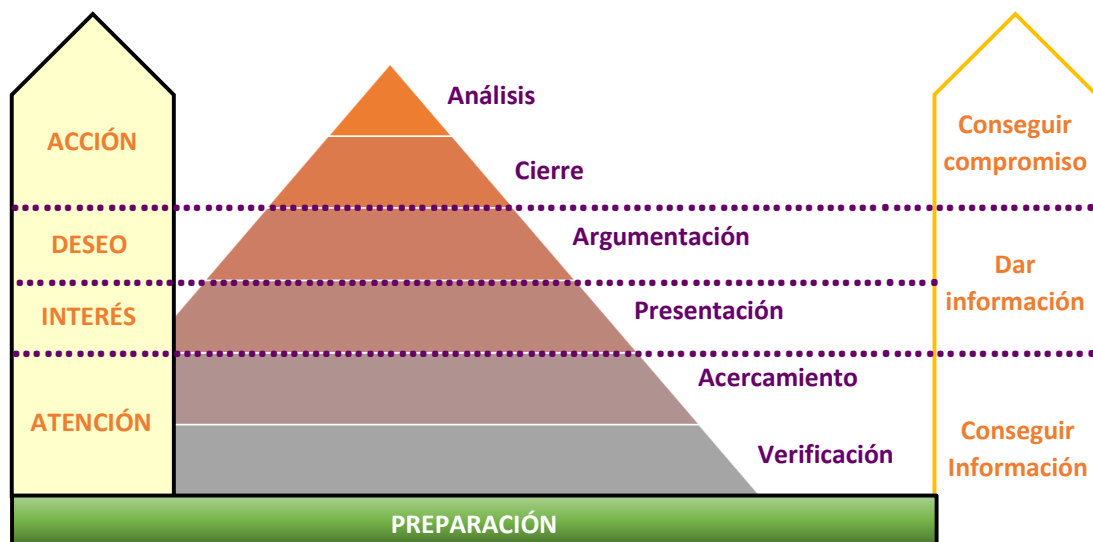 Análisis
ACCIÓN
Conseguir
compromiso
Cierre
DESEO
Argumentación
Dar
información
INTERÉS
Presentación
Acercamiento
ATENCIÓN
Conseguir
Información
Verificación
PREPARACIÓN